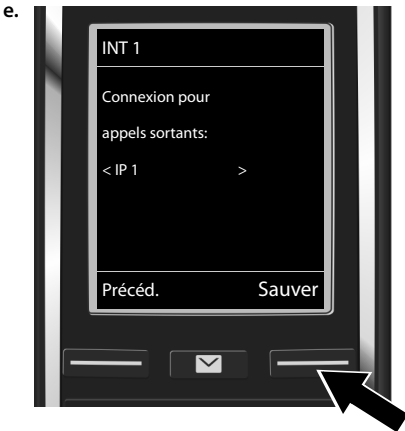 e.
INT 1
Connexion pour
appels sortants:
< IP 1 >
Précéd. Sauver